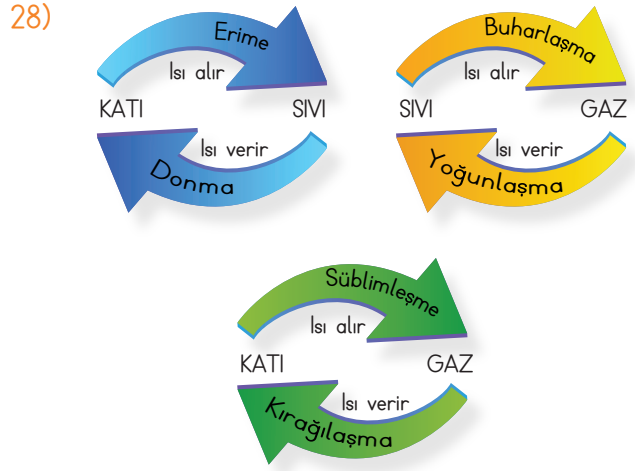 28)
Erime
Isı alır
KATI
SIVI
Isı verir
Donma
Buharlaşma
Isı alır
SIVI
GAZ
Isı verir
Yoğunlaşma
Süblimleşme
Isı alır
KATI
GAZ
Isı verir
Kırağılaşma